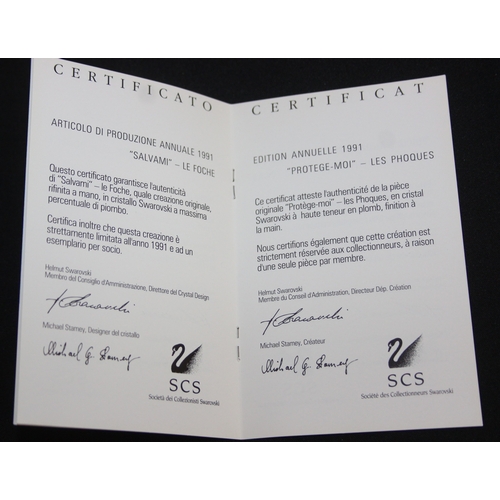 CERTIFICATO
ARTICOLO DI PRODUZIONE ANNUALE 1991
"SALVAMI" – LE FOCHE
Questo certificato garantisce l'autenticità
di "Salvami" – le Foche, quale creazione originale,
rifinita a mano, in cristallo Swarovski a massima
percentuale di piombo.
Certifica inoltre che questa creazione è
strettamente limitata all'anno 1991 e ad un
esemplario per socio.
Helmut Swarovski
Membro del Consiglio d'Amministrazione, Direttore del Crystal Design
Michael Stamey, Designer del cristallo
Michael G. Stamey
SCS
Società dei Collezionisti Swarovski
CERTIFICAT
EDITION ANNUELLE 1991
"PROTEGE-MOI" – LES PHOQUES
Ce certificat atteste l'authenticité de la pièce
originale "Protège-moi" – les Phoques, en cristal
Swarovski à haute teneur en plomb, finition à
la main.
Nous certifions également que cette création est
strictement réservée aux collectionneurs, à raison
d'une seule pièce par membre.
Helmut Swarovski
Membre du Conseil d'Administration, Directeur Dép. Création
Michael Stamey, Créateur
Michael G. Stamey
SCS
Société des Collectionneurs Swarovski